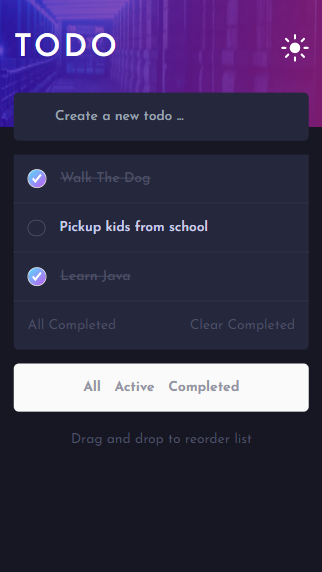 TODO
Create a new todo ...
Walk The Dog
Pickup kids from school
Learn Java
All Completed Clear Completed
All Active Completed
Drag and drop to reorder list